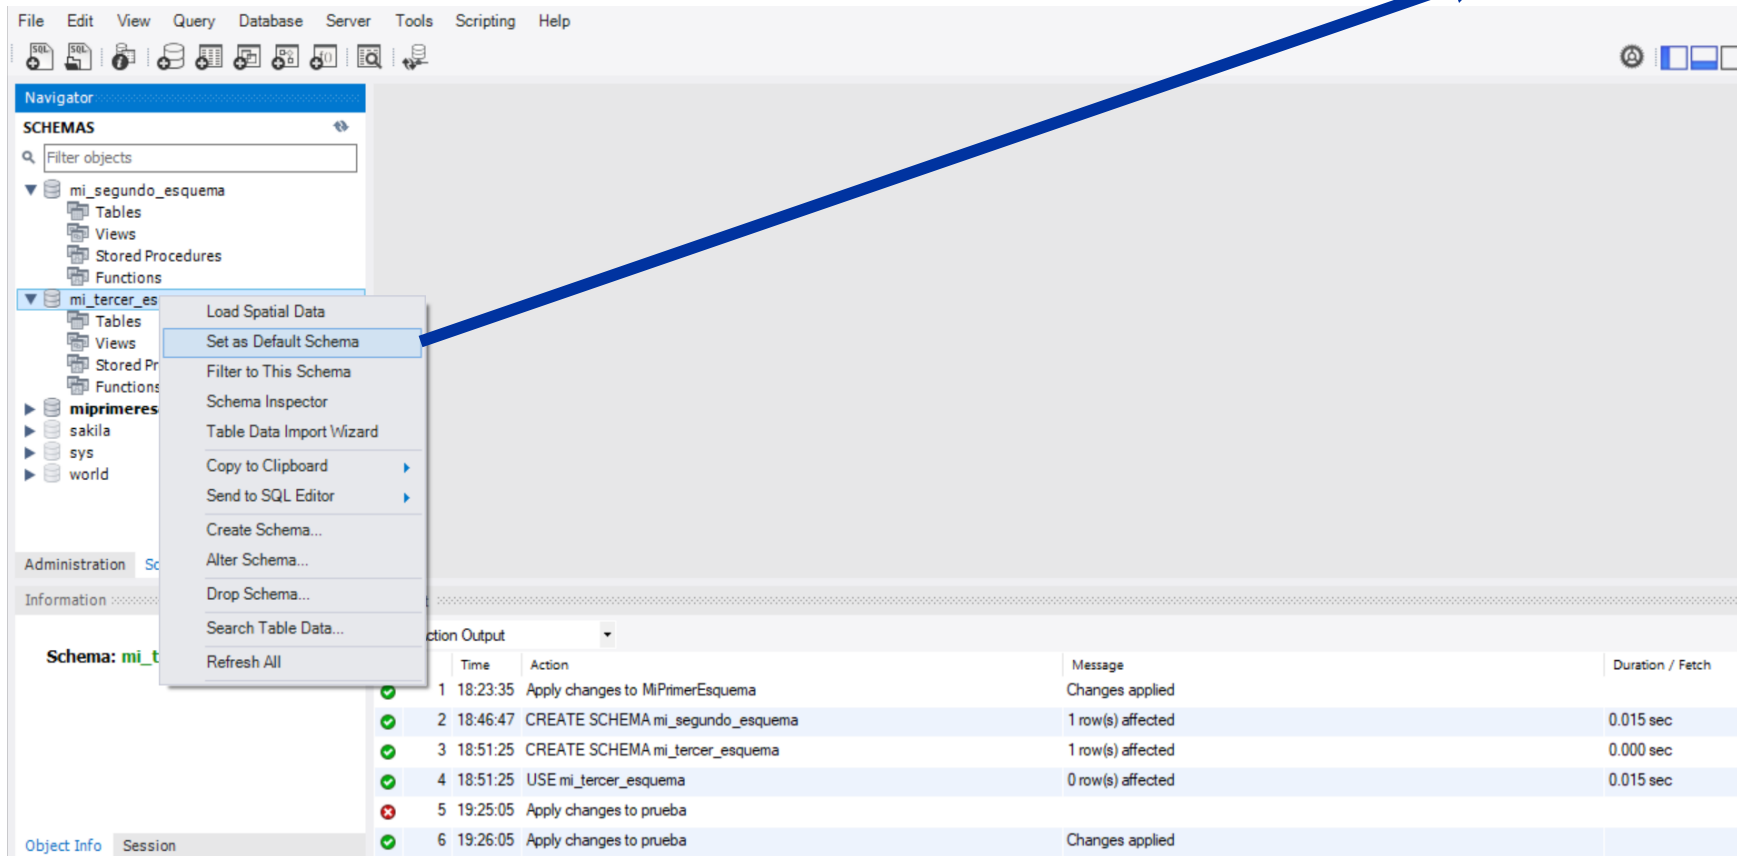 File Edit View Query Database Server Tools Scripting Help
SQL SQL
Navigator
SCHEMAS
Filter objects
mi_segundo_esquema
Tables
Views
Stored Procedures
Functions
mi_tercer_es
Tables
Views
Stored Pr
Functions
miprimeres
sakila
sys
world
Load Spatial Data
Set as Default Schema
Filter to This Schema
Schema Inspector
Table Data Import Wizard
Copy to Clipboard
Send to SQL Editor
Create Schema...
Alter Schema...
Drop Schema...
Search Table Data...
Refresh All
Administration Sc
Information
Schema: mi_t
Object Info Session
ction Output
Time Action Message Duration / Fetch
1 18:23:35 Apply changes to MiPrimerEsquema Changes applied
2 18:46:47 CREATE SCHEMA mi_segundo_esquema 1 row(s) affected 0.015 sec
3 18:51:25 CREATE SCHEMA mi_tercer_esquema 1 row(s) affected 0.000 sec
4 18:51:25 USE mi_tercer_esquema 0 row(s) affected 0.015 sec
5 19:25:05 Apply changes to prueba
6 19:26:05 Apply changes to prueba Changes applied